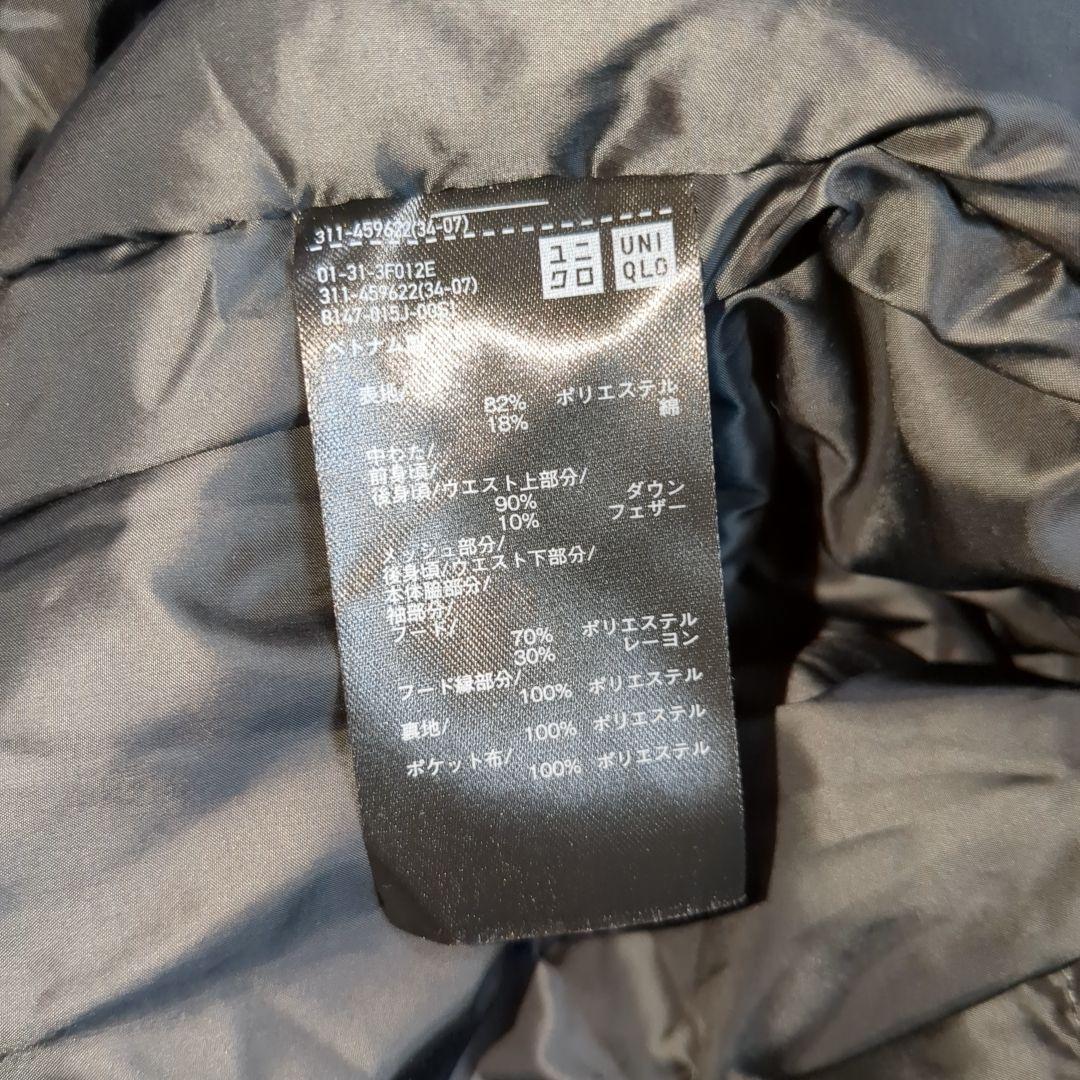 311-459622(34-07)
ユニ
クロ
UNI
QLO
01-31-3F012E
311-459622(34-07)
ベトナム
表地/
82% ポリエステル
18% 綿
中わた/
前身頃/
後身頃/ウエスト上部分/
90% ダウン
10% フェザー
メッシュ部分/
後身頃/ウエスト下部分/
本体脇部分/
袖部分/
フード/
70% ポリエステル
30% レーヨン
フード縁部分/
100% ポリエステル
裏地/ 100% ポリエステル
ポケット布/ 100% ポリエステル